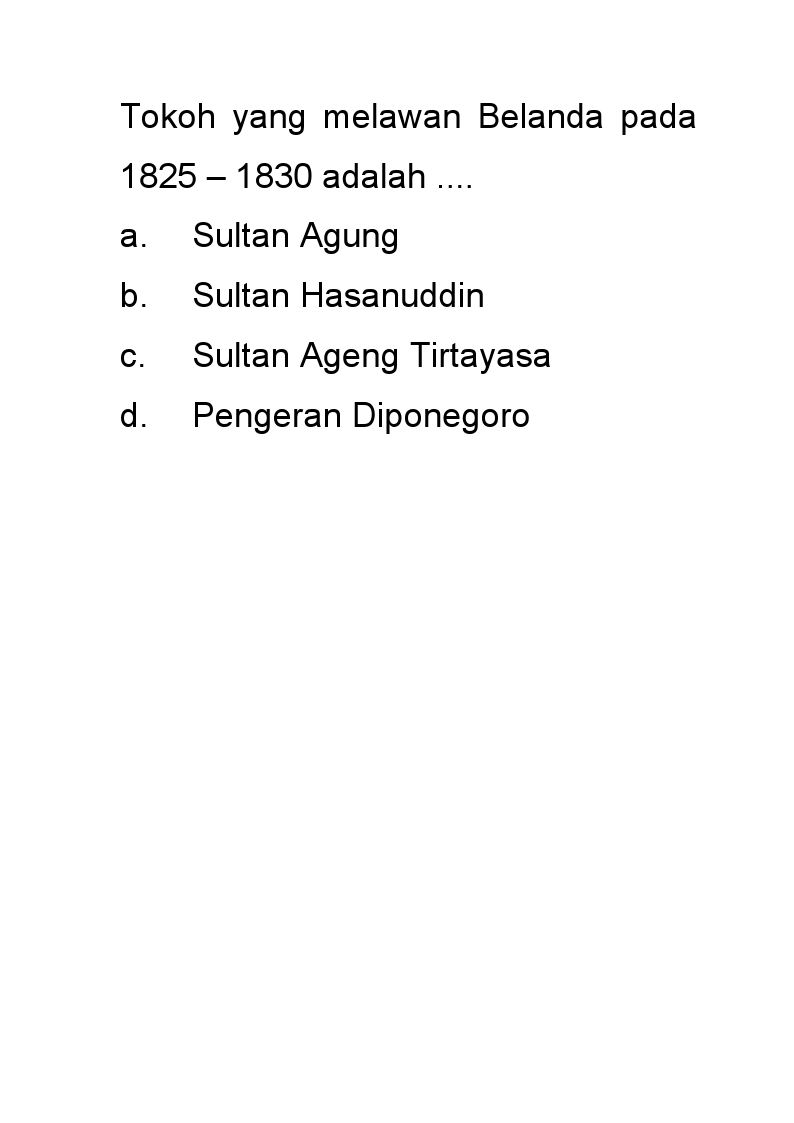 Tokoh yang melawan Belanda pada
1825 – 1830 adalah ....
a. Sultan Agung
b. Sultan Hasanuddin
c. Sultan Ageng Tirtayasa
d. Pengeran Diponegoro